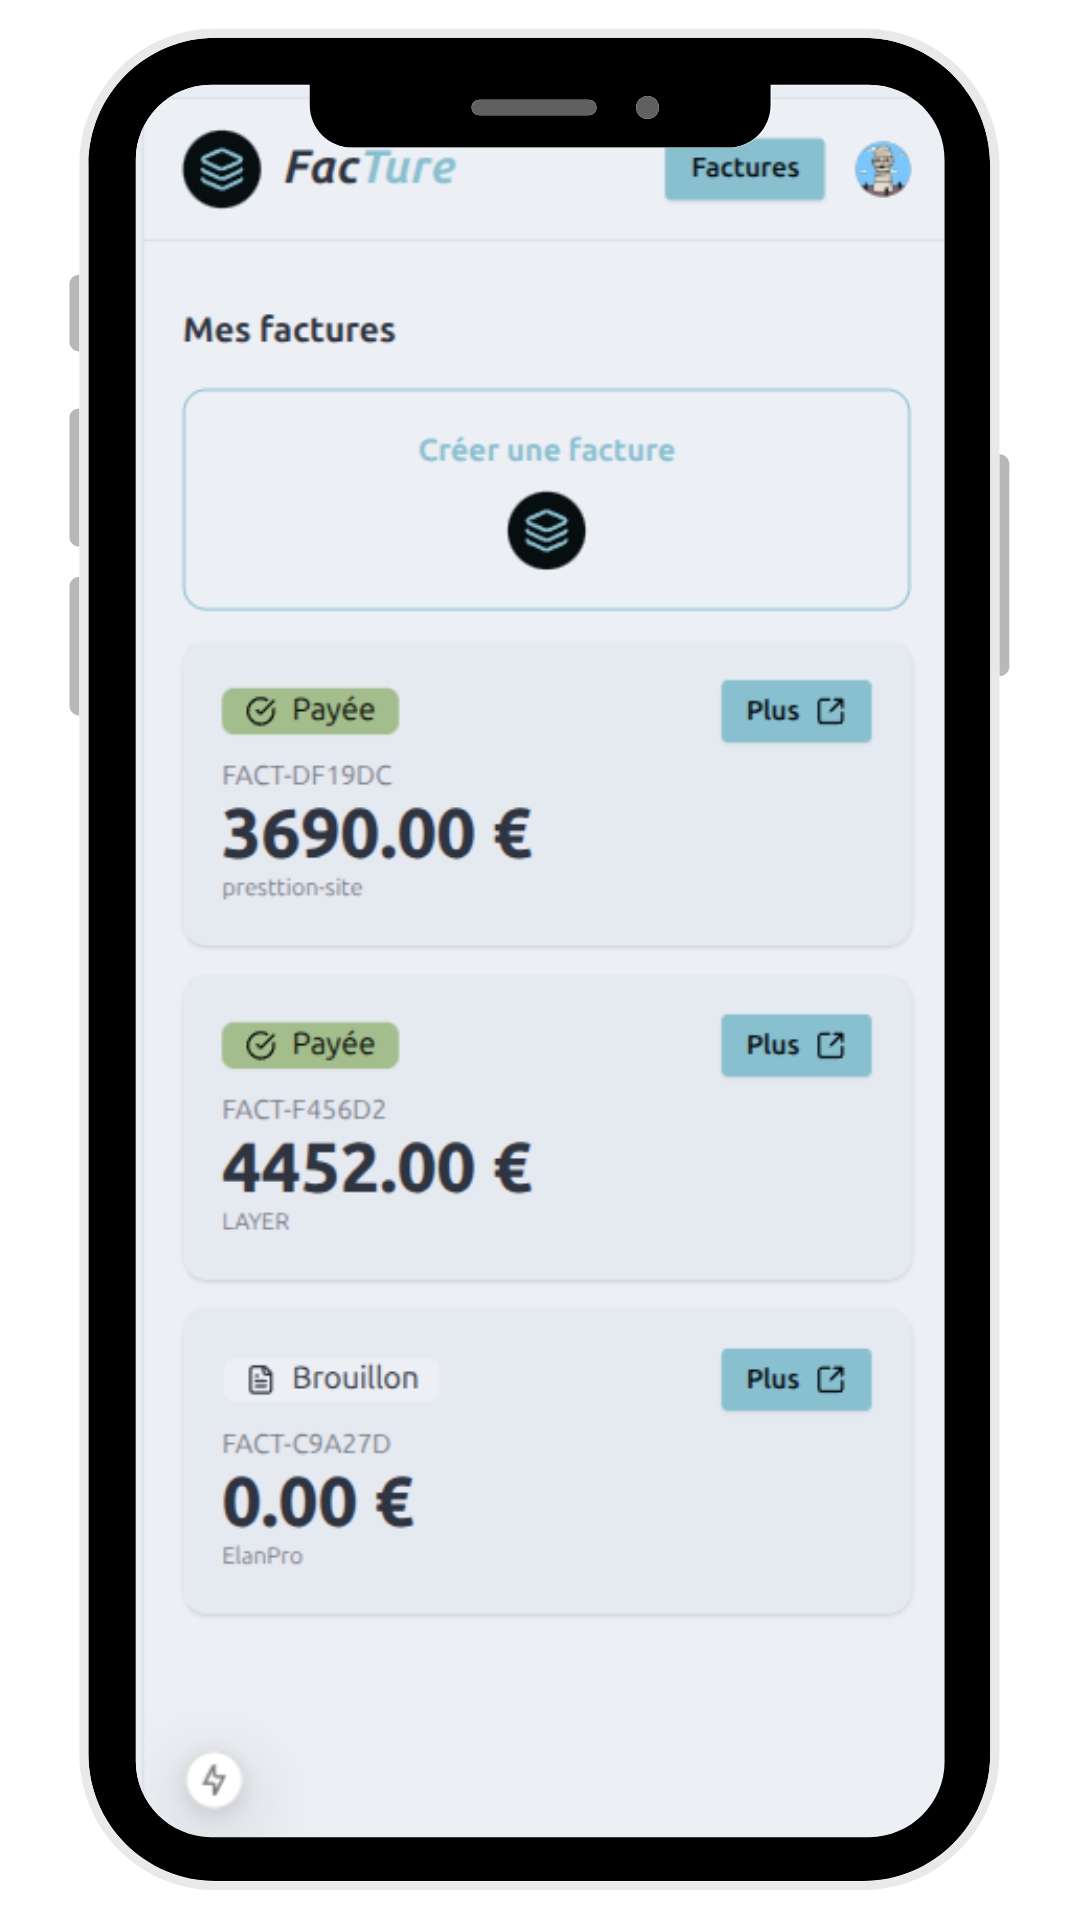 FacTure
Factures
Mes factures
Créer une facture
Payée
Plus
FACT-DF19DC
3690.00 €
presttion-site
Payée
Plus
FACT-F456D2
4452.00 €
LAYER
Brouillon
Plus
FACT-C9A27D
0.00 €
ElanPro